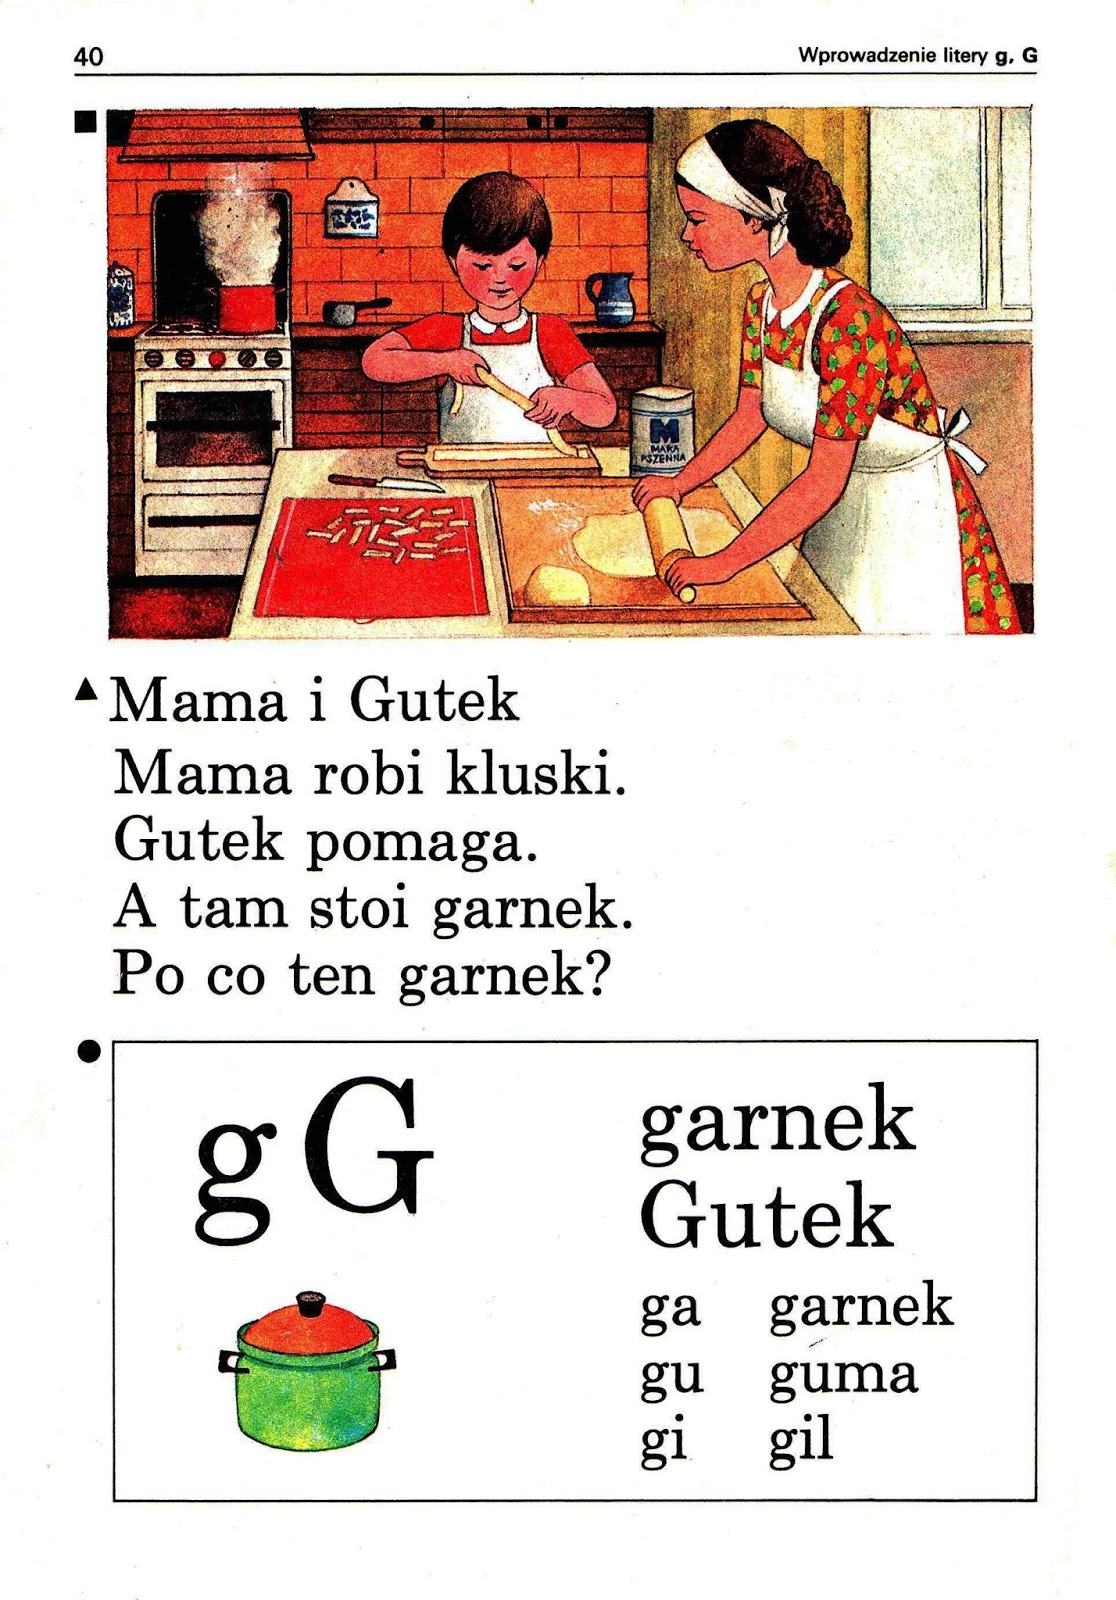 40 Wprowadzenie litery g, G
M
MĄKA
PSZENNA
Mama i Gutek
Mama robi kluski.
Gutek pomaga.
A tam stoi garnek.
Po co ten garnek?
g G
garnek
Gutek
ga garnek
gu guma
gi gil